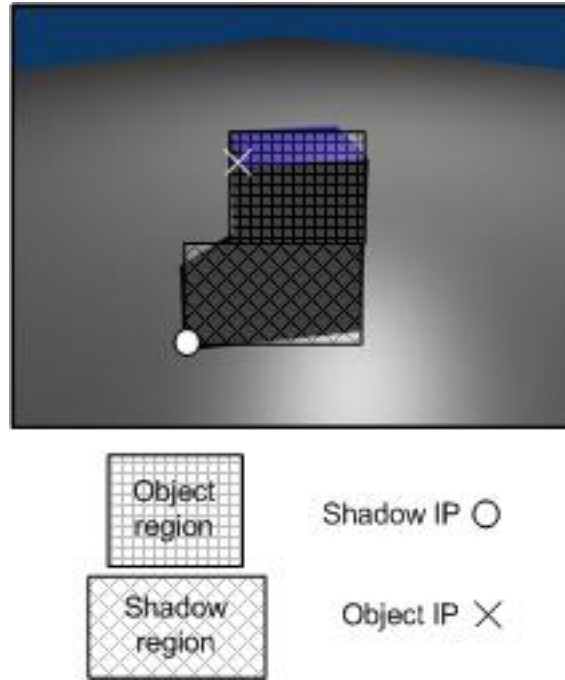 Object
region
Shadow IP
Shadow
region
Object IP